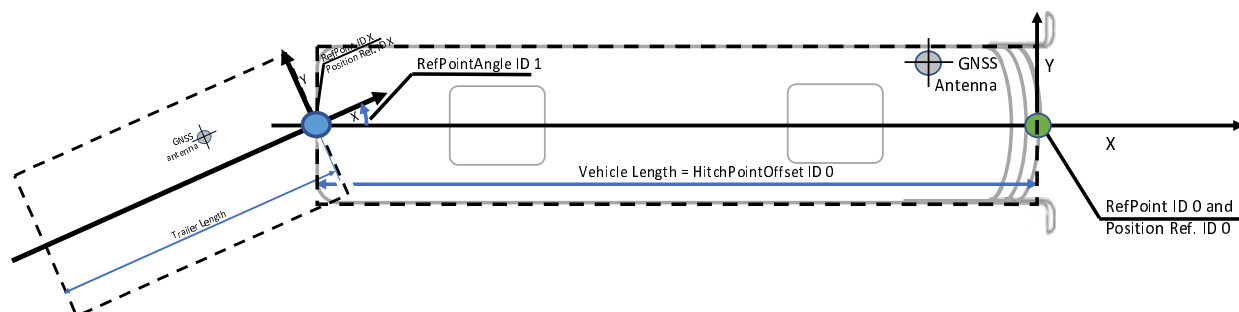 RefPoint ID X
Position Ref. ID X
Y
RefPointAngle ID 1
X
GNSS
antenna
Trailer Length
GNSS
Antenna
Y
X
Vehicle Length = HitchPointOffset ID 0
RefPoint ID 0 and
Position Ref. ID 0